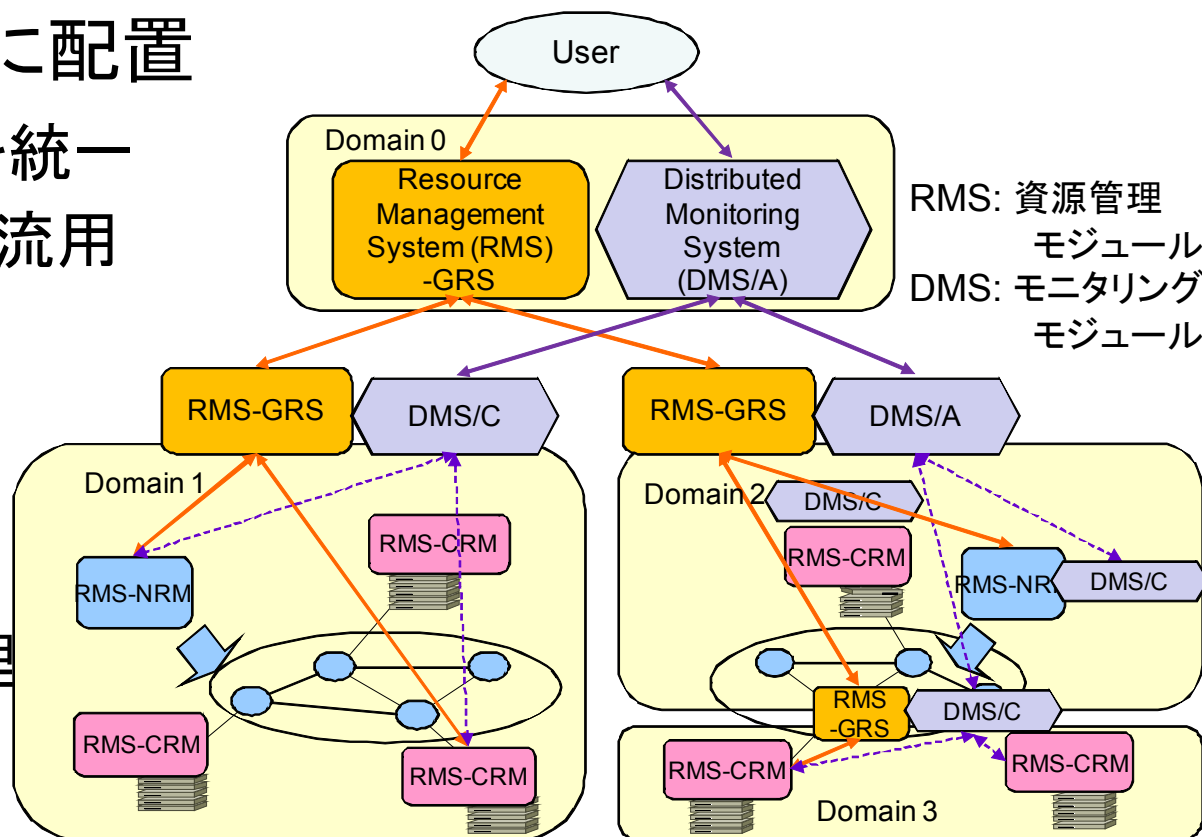 に配置
統一
流用
User
Domain 0
Resource
Management
System (RMS)
-GRS
Distributed
Monitoring
System
(DMS/A)
RMS: 資源管理
モジュール
DMS: モニタリング
モジュール
RMS-GRS
DMS/C
RMS-GRS
DMS/A
Domain 1
RMS-CRM
RMS-NRM
RMS-CRM
RMS-CRM
Domain 2
DMS/C
RMS-CRM
RMS-NR
DMS/C
RMS
-GRS
DMS/C
RMS-CRM
RMS-CRM
Domain 3